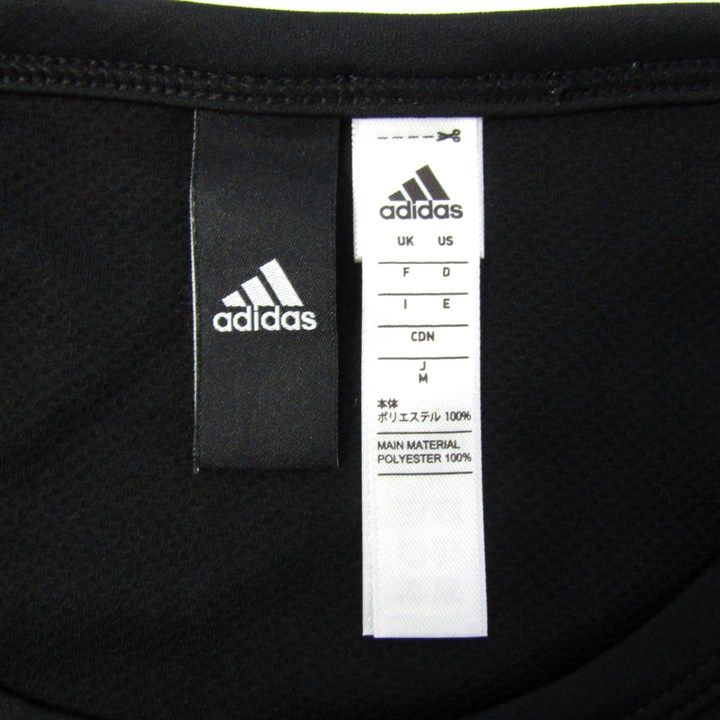 adidas
adidas
UK US
F D
I E
CDN
J
M
本体
ポリエステル 100%
MAIN MATERIAL
POLYESTER 100%